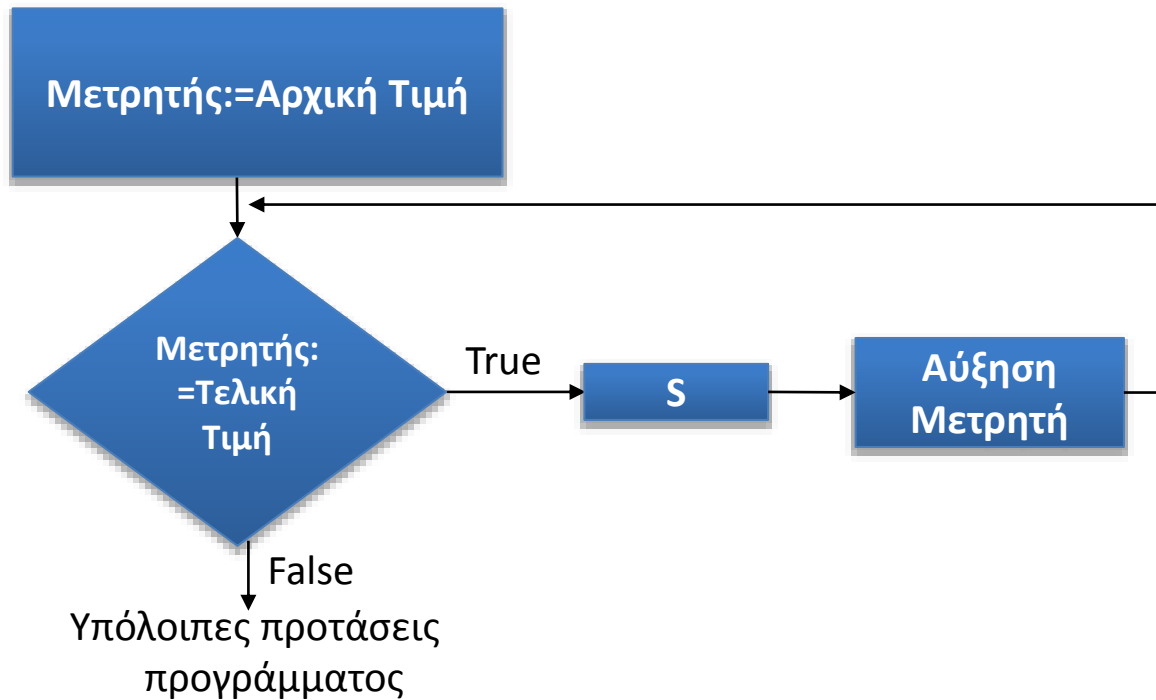 Μετρητής:=Αρχική Τιμή
Μετρητής:
=Τελική
Τιμή
True
S
Αύξηση
Μετρητή
False
Υπόλοιπες προτάσεις
προγράμματος